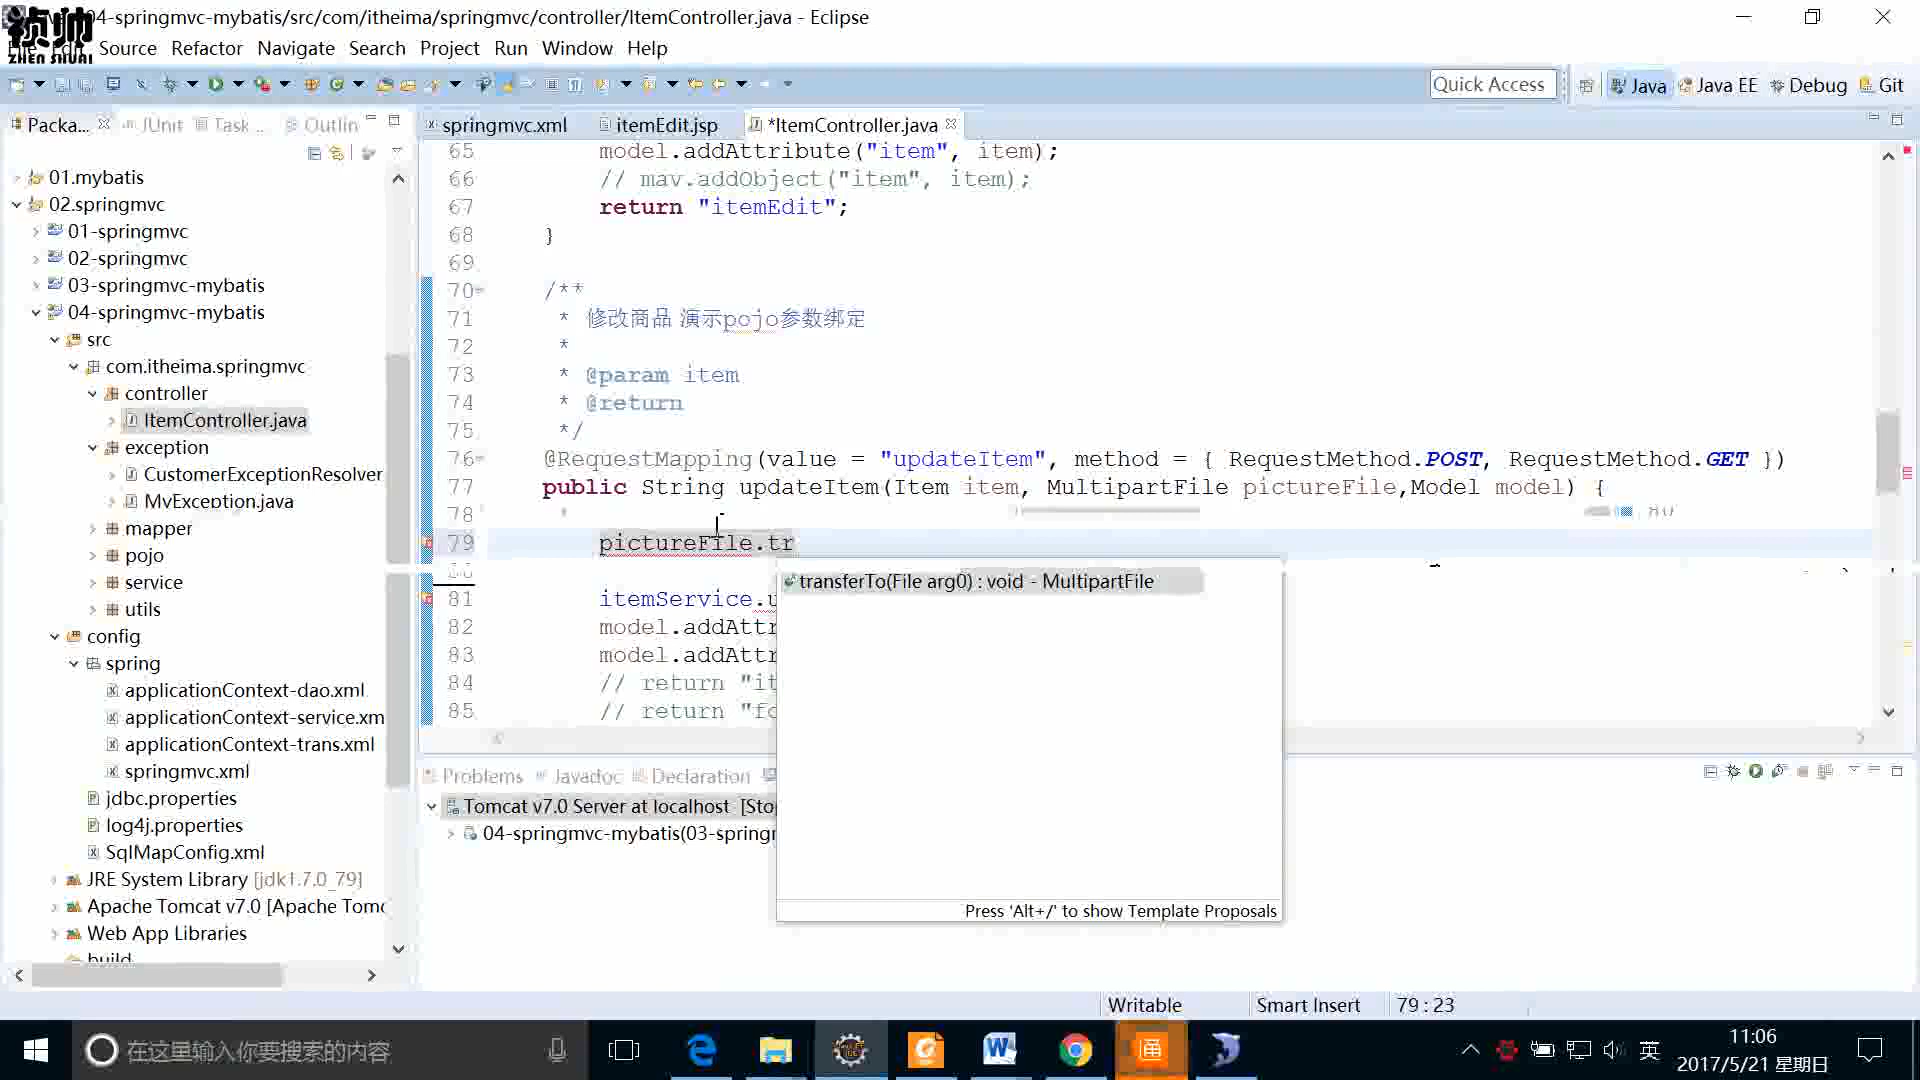 04-springmvc-mybatis/src/com/itheima/springmvc/controller/ItemController.java - Eclipse
祯帅
ZHEN SHUAI
Source Refactor Navigate Search Project Run Window Help
Quick Access
Java
Java EE
Debug
Git
Packa...
JUnit
Task ...
Outlin
springmvc.xml
itemEdit.jsp
*ItemController.java
01.mybatis
02.springmvc
01-springmvc
02-springmvc
03-springmvc-mybatis
04-springmvc-mybatis
src
com.itheima.springmvc
controller
ItemController.java
exception
CustomerExceptionResolver
MyException.java
mapper
pojo
service
utils
config
spring
applicationContext-dao.xml
applicationContext-service.xm
applicationContext-trans.xml
springmvc.xml
jdbc.properties
log4j.properties
SqlMapConfig.xml
JRE System Library [jdk1.7.0_79]
Apache Tomcat v7.0 [Apache Tomc
Web App Libraries
build
65 model.addAttribute("item", item);
66 // mav.addObject("item", item);
67 return "itemEdit";
68 }
69
70 /**
71 * 修改商品 演示pojo参数绑定
72 *
73 * @param item
74 * @return
75 */
76 @RequestMapping(value = "updateItem", method = { RequestMethod.POST, RequestMethod.GET })
77 public String updateItem(Item item, MultipartFile pictureFile,Model model) {
78
79 pictureFile.tr
81 itemService.u
82 model.addAttr
83 model.addAttr
84 // return "it
85 // return "fo
transferTo(File arg0) : void - MultipartFile
Press 'Alt+/' to show Template Proposals
Problems
Javadoc
Declaration
Tomcat v7.0 Server at localhost [Sto
04-springmvc-mybatis(03-springm
Writable
Smart Insert
79 : 23
在这里输入你要搜索的内容
英
11:06
2017/5/21 星期日